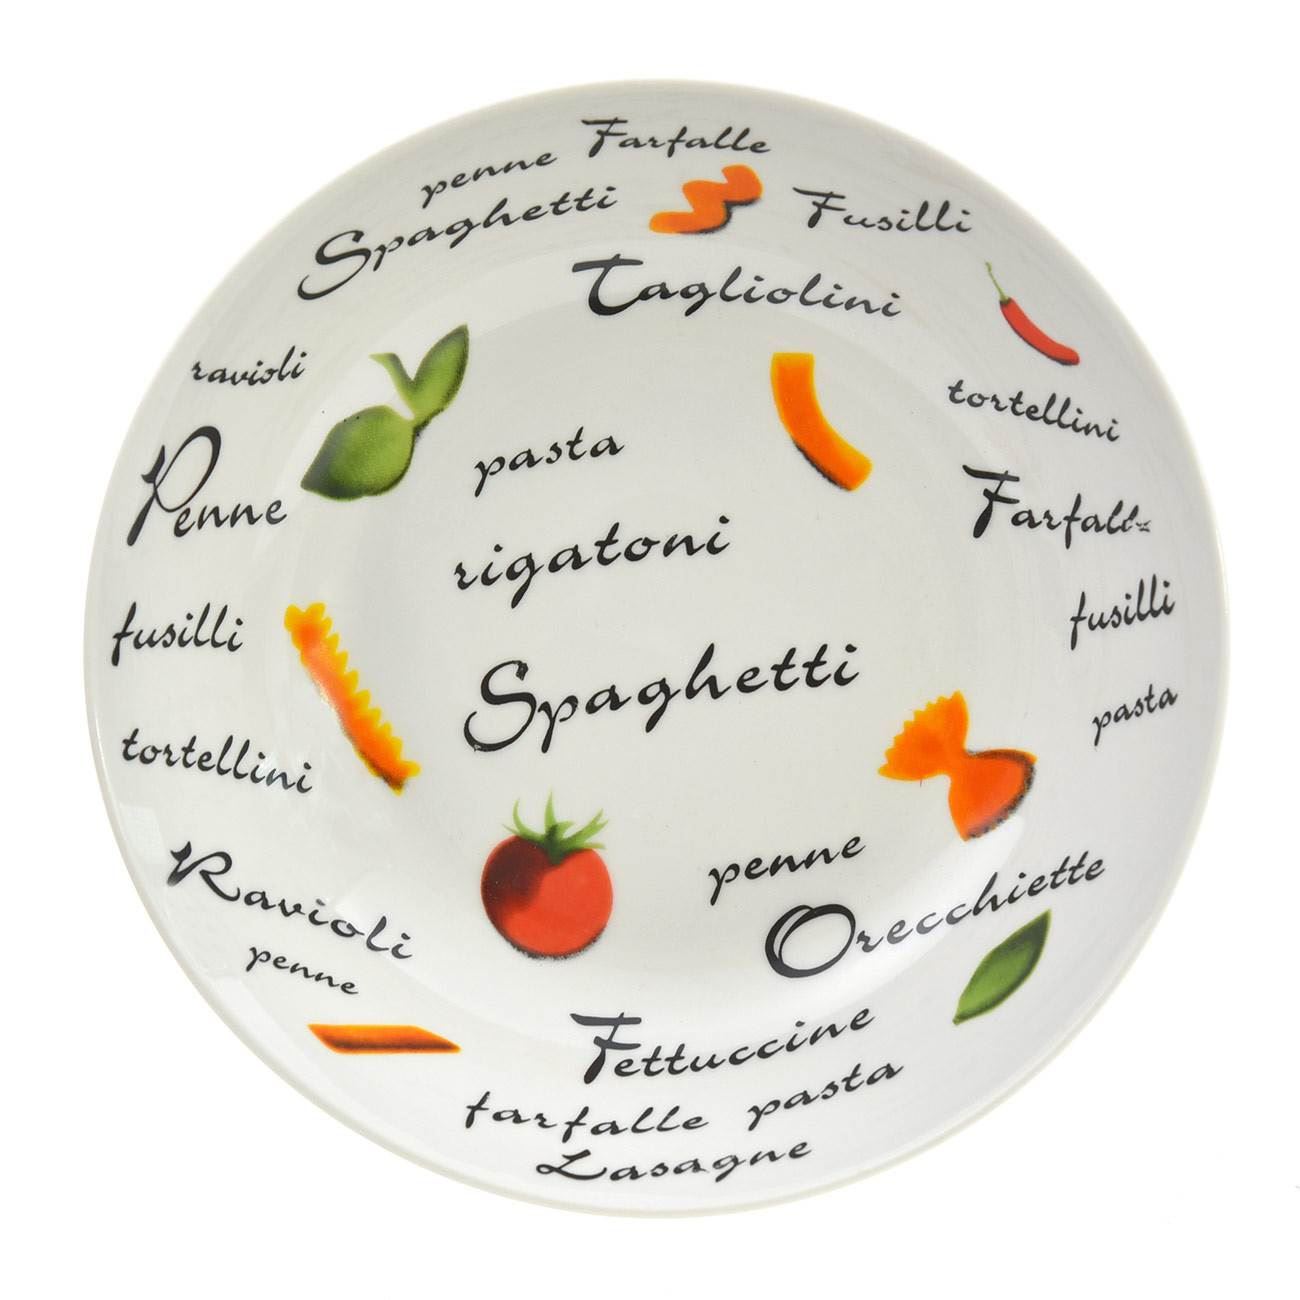 Farfalle
penne
Spaghetti
Fusilli
Tagliolini
ravioli
tortellini
pasta
Penne
Farfalle
rigatoni
fusilli
fusilli
Spaghetti
pasta
tortellini
penne
Ravioli
Orecchiette
penne
Fettuccine
farfalle pasta
Lasagne